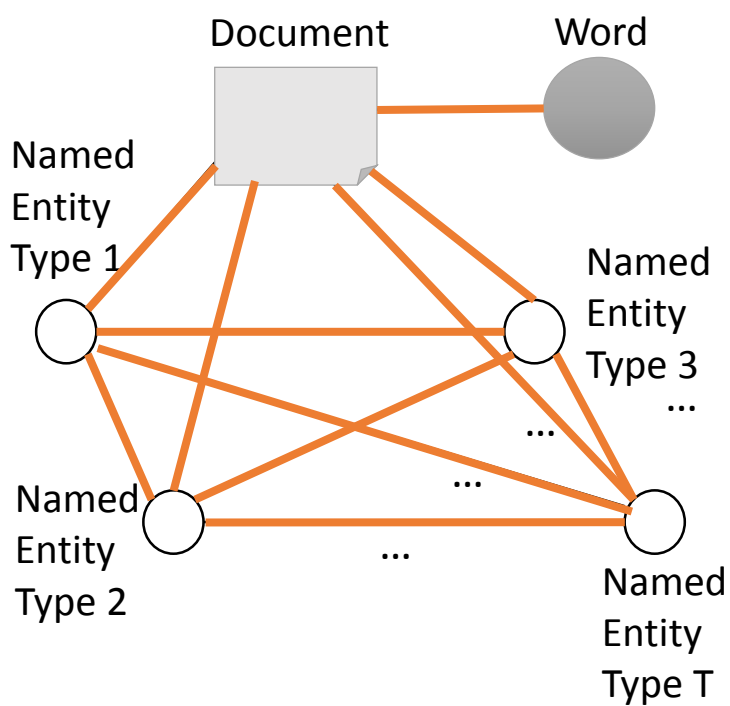 Document
Word
Named
Entity
Type 1
Named
Entity
Type 3
...
...
...
Named
Entity
Type 2
...
Named
Entity
Type T